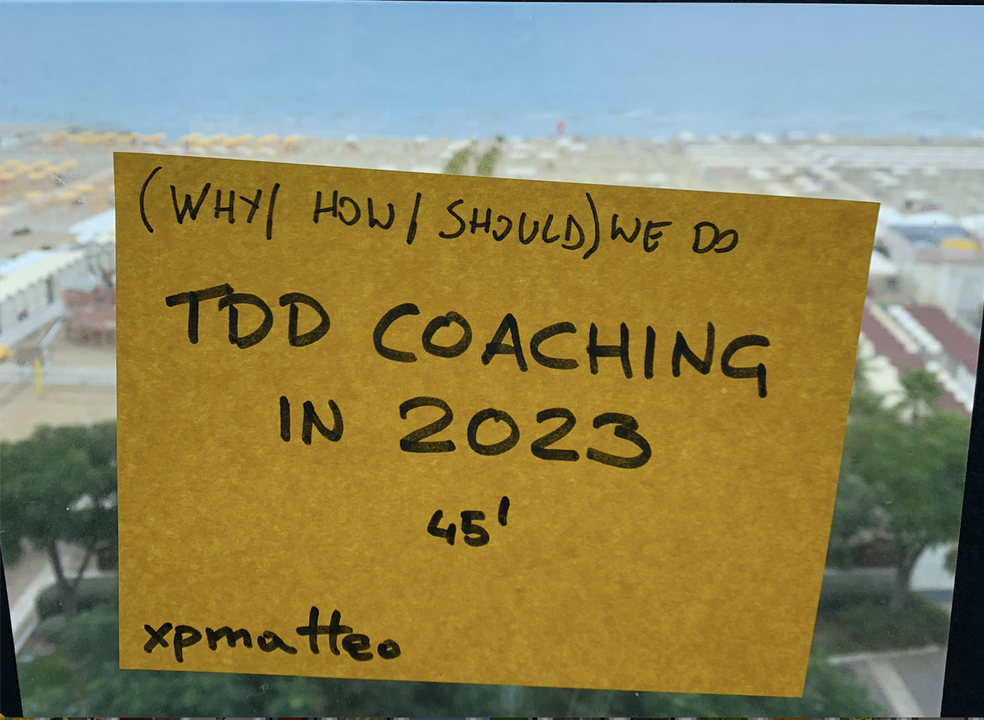 (WHY/ HOW/ SHOULD) WE DO
TDD COACHING
IN 2023
45'
xpmatteo